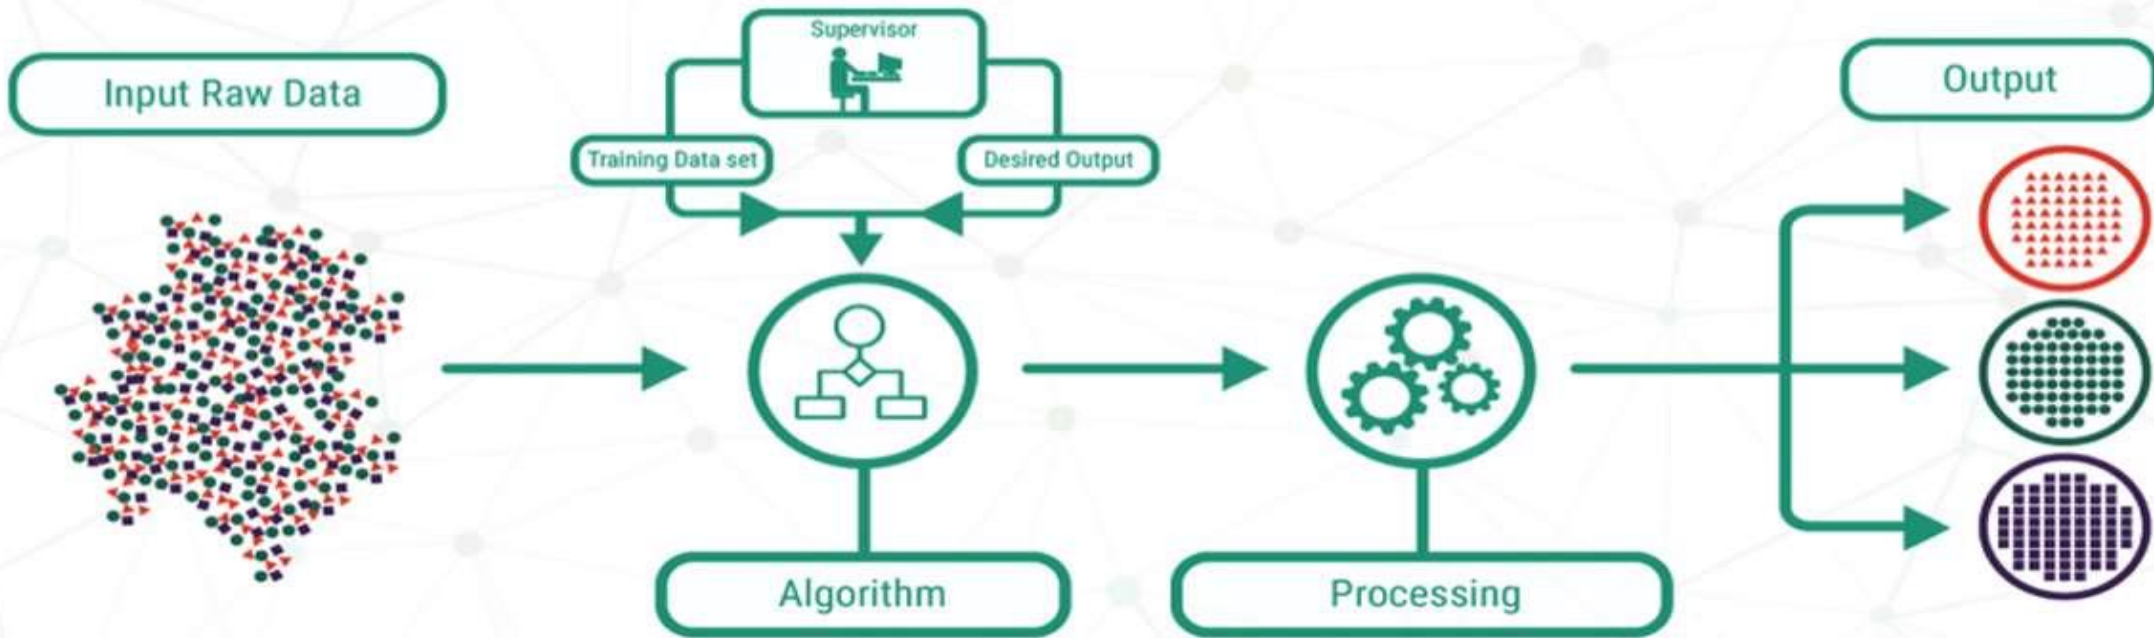 Input Raw Data
Supervisor
Training Data set
Desired Output
Algorithm
Processing
Output